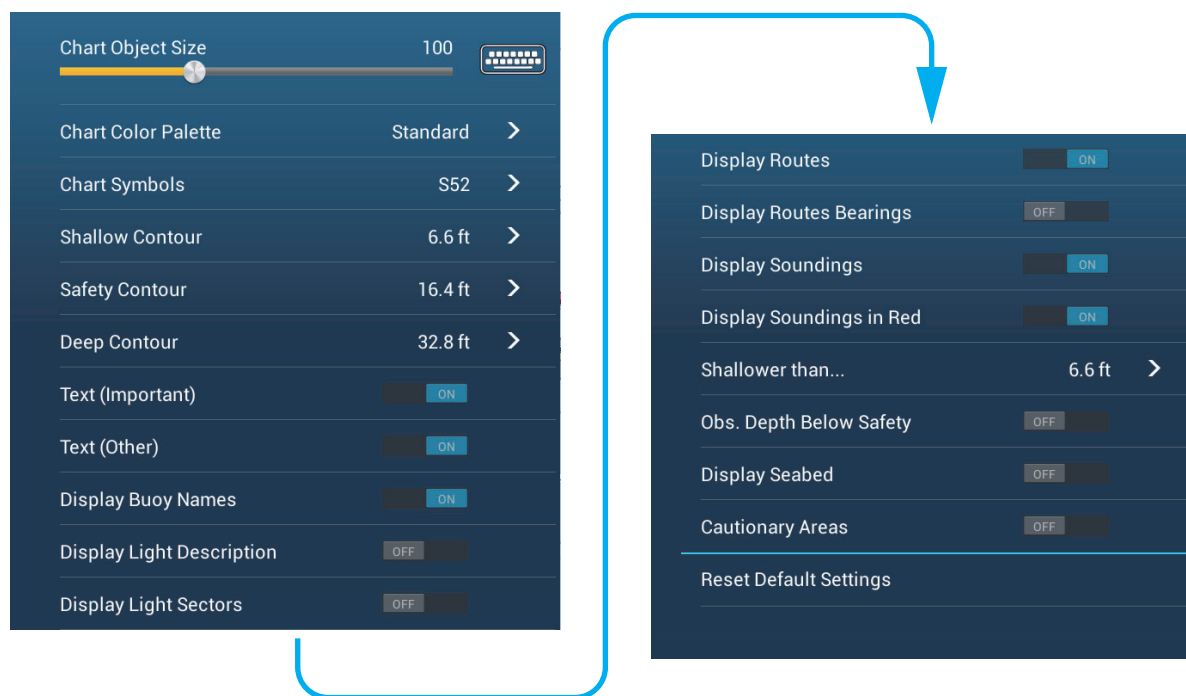 Chart Object Size 100
Chart Color Palette Standard
Chart Symbols S52
Shallow Contour 6.6 ft
Safety Contour 16.4 ft
Deep Contour 32.8 ft
Text (Important) ON
Text (Other) ON
Display Buoy Names ON
Display Light Description OFF
Display Light Sectors OFF
Display Routes ON
Display Routes Bearings OFF
Display Soundings ON
Display Soundings in Red ON
Shallower than... 6.6 ft
Obs. Depth Below Safety OFF
Display Seabed OFF
Cautionary Areas OFF
Reset Default Settings